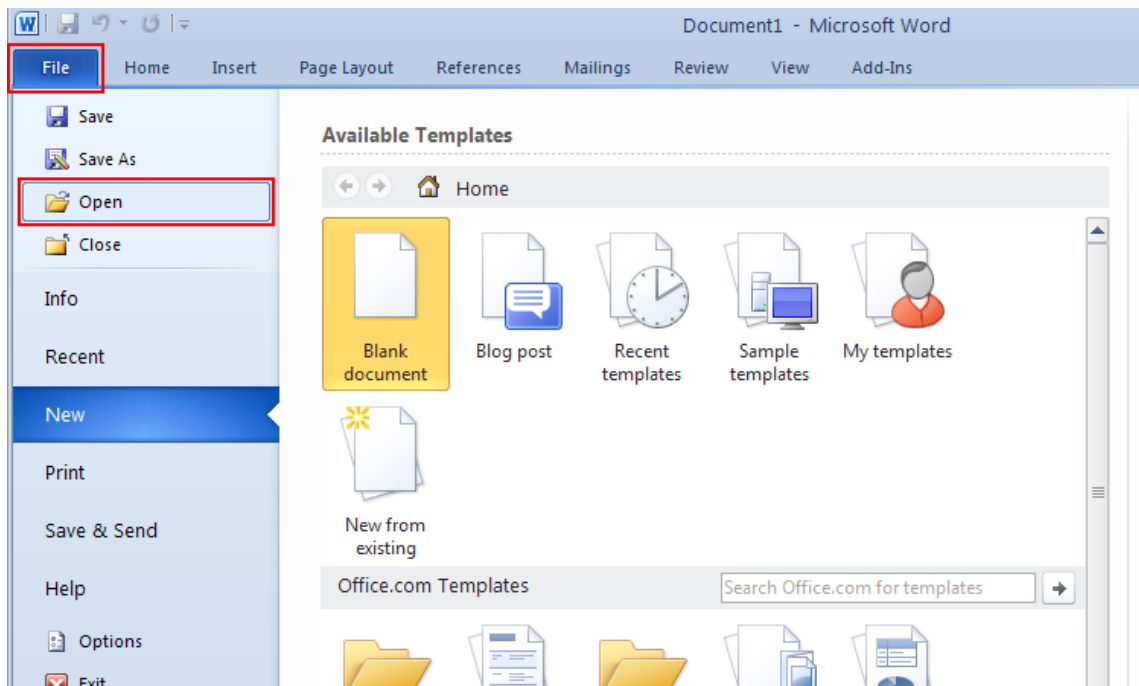 W
Document1 - Microsoft Word
File Home Insert Page Layout References Mailings Review View Add-Ins
Save
Save As
Open
Close
Info
Recent
New
Print
Save & Send
Help
Options
Exit
Available Templates
Home
Blank document
Blog post
Recent templates
Sample templates
My templates
New from existing
Office.com Templates
Search Office.com for templates